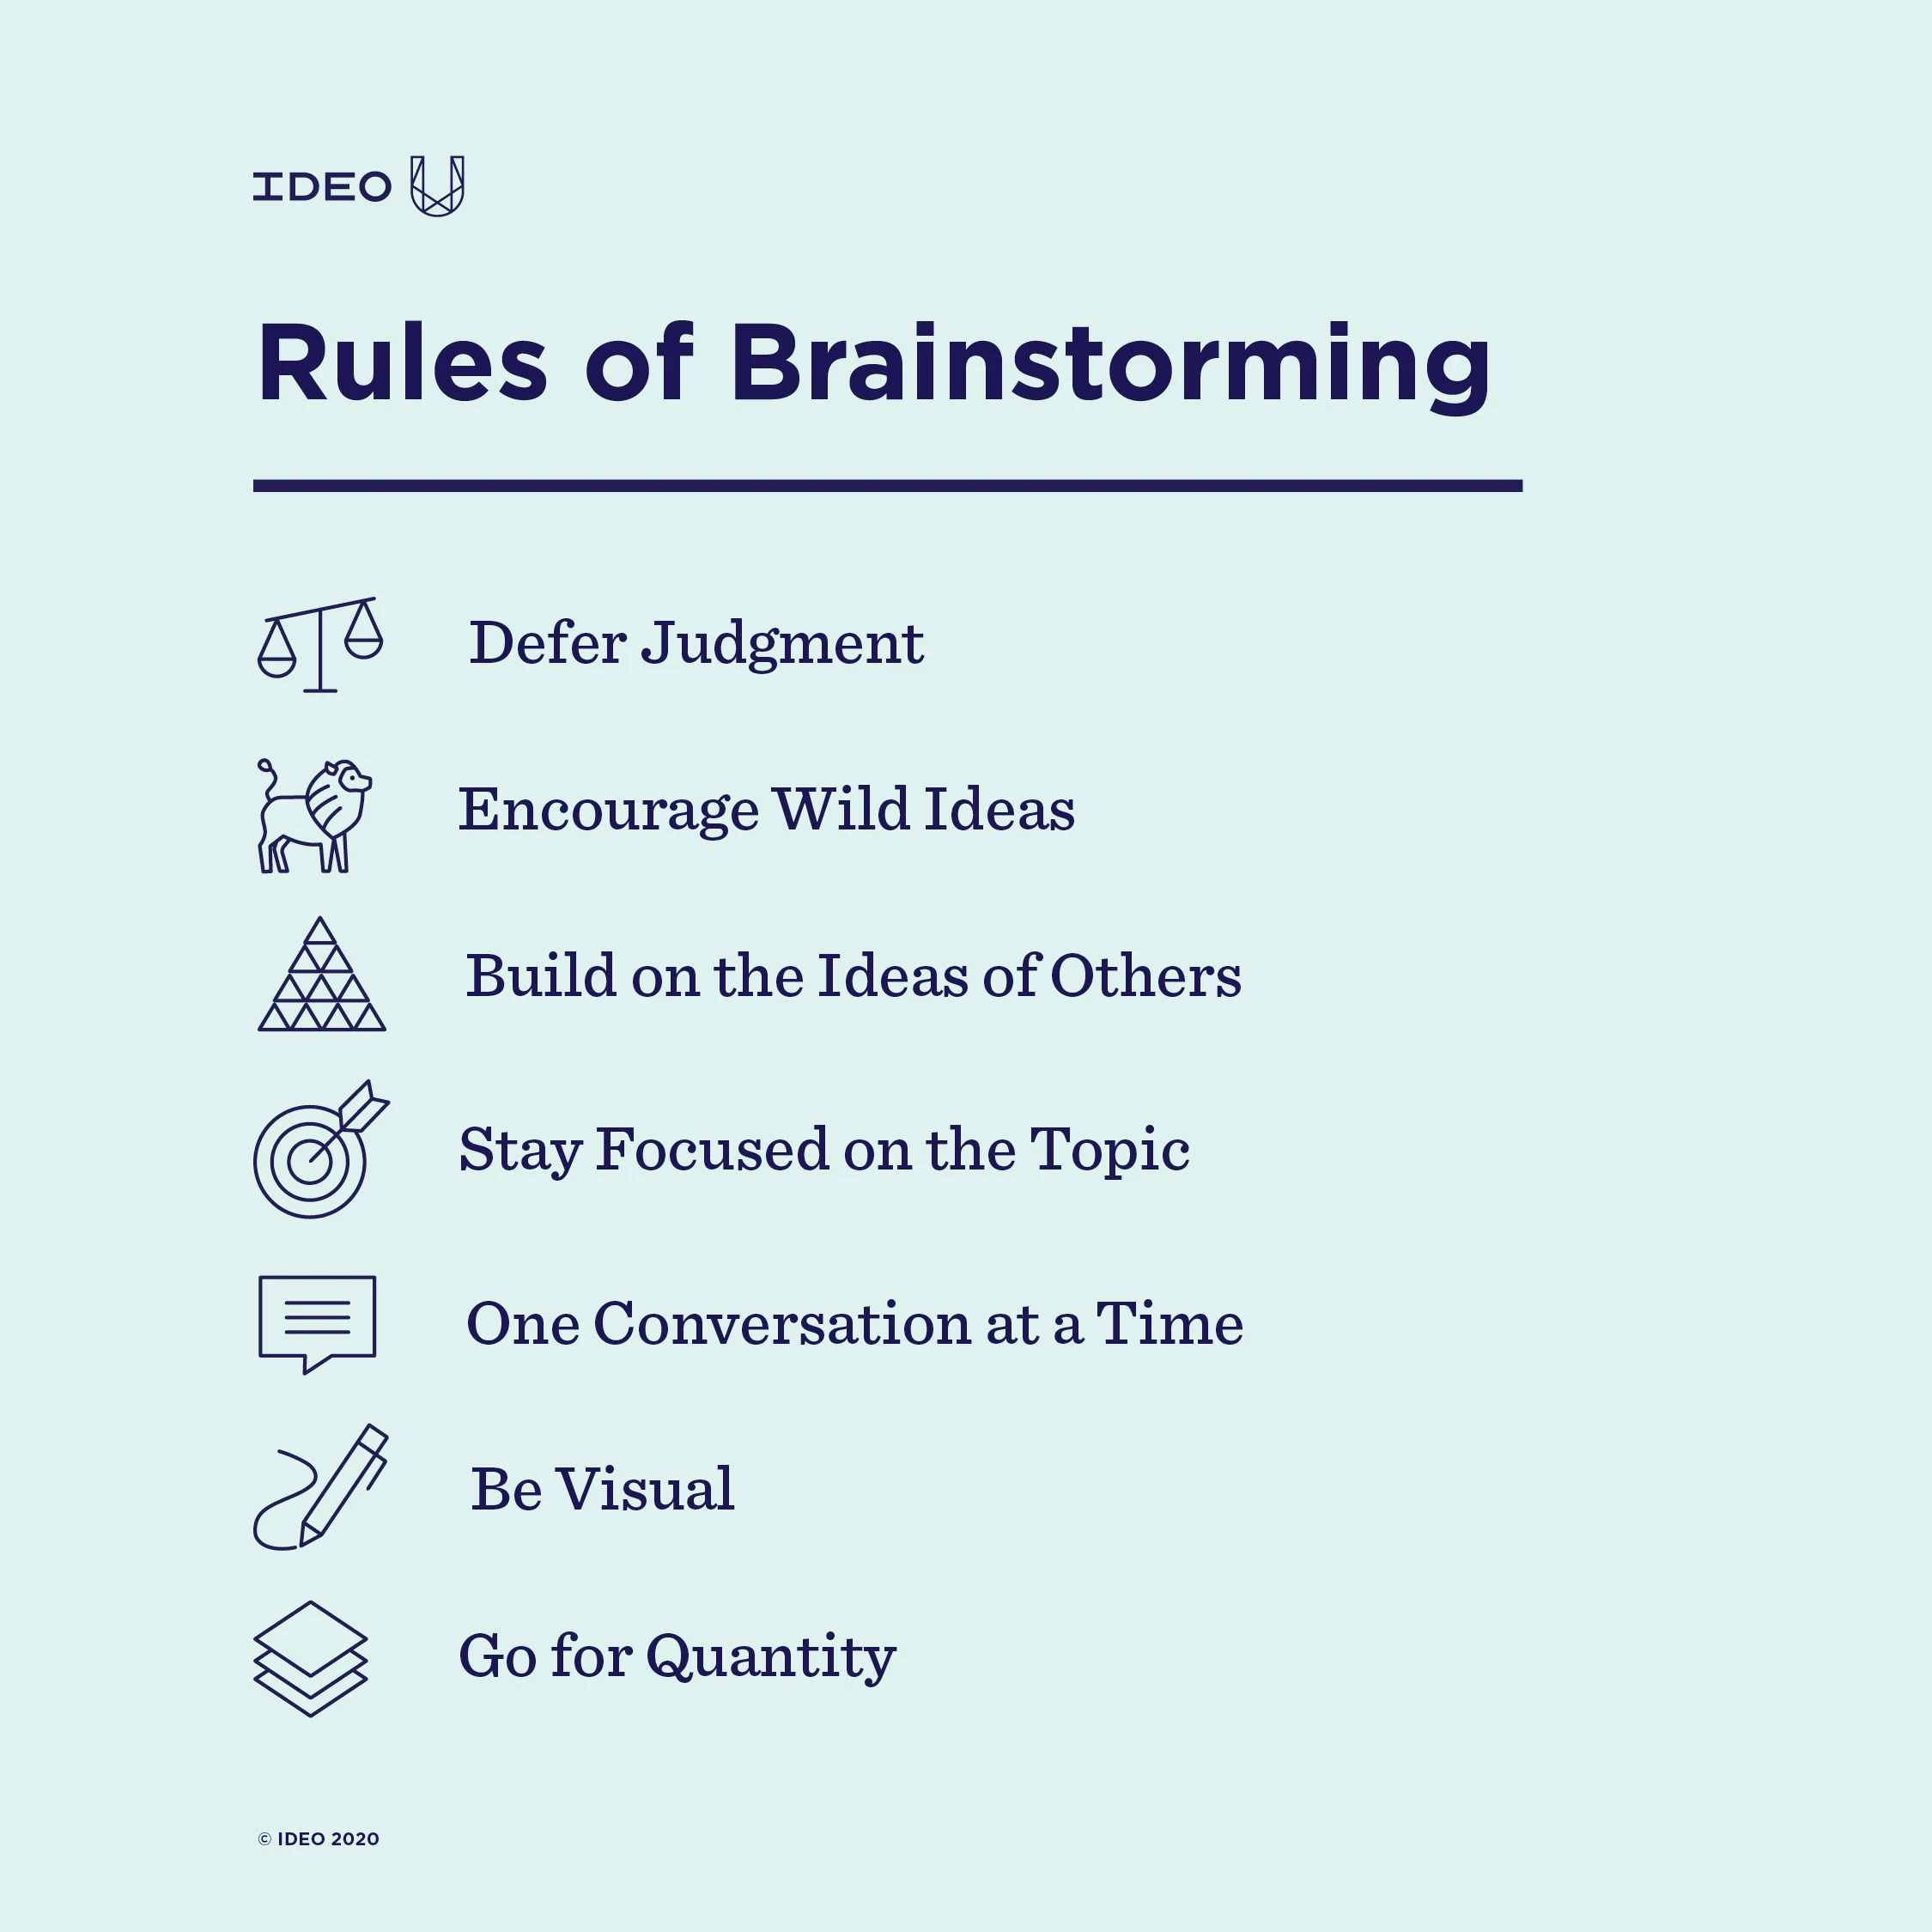 IDEO U
Rules of Brainstorming
Defer Judgment
Encourage Wild Ideas
Build on the Ideas of Others
Stay Focused on the Topic
One Conversation at a Time
Be Visual
Go for Quantity
© IDEO 2020